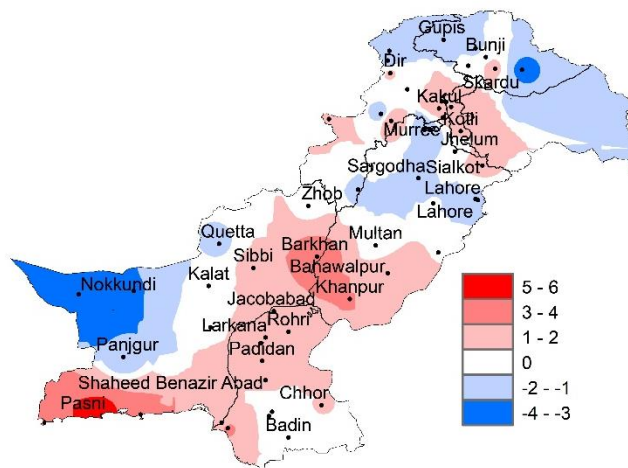 Gupis
Bunji
Dir
Skardu
Kakul
Kotli
Murree
Jhelum
Sargodha
Sialkot
Zhob
Lahore
Lahore
Quetta
Multan
Barkhan
Sibbi
Banawalpur
Nokkundi
Kalat
Khanpur
Jacobabad
Larkana
Rohri
Panjgur
Padidan
Shaheed Benazir Abad
Chhor
Pasni
Badin
5 - 6
3 - 4
1 - 2
0
-2 - -1
-4 - -3